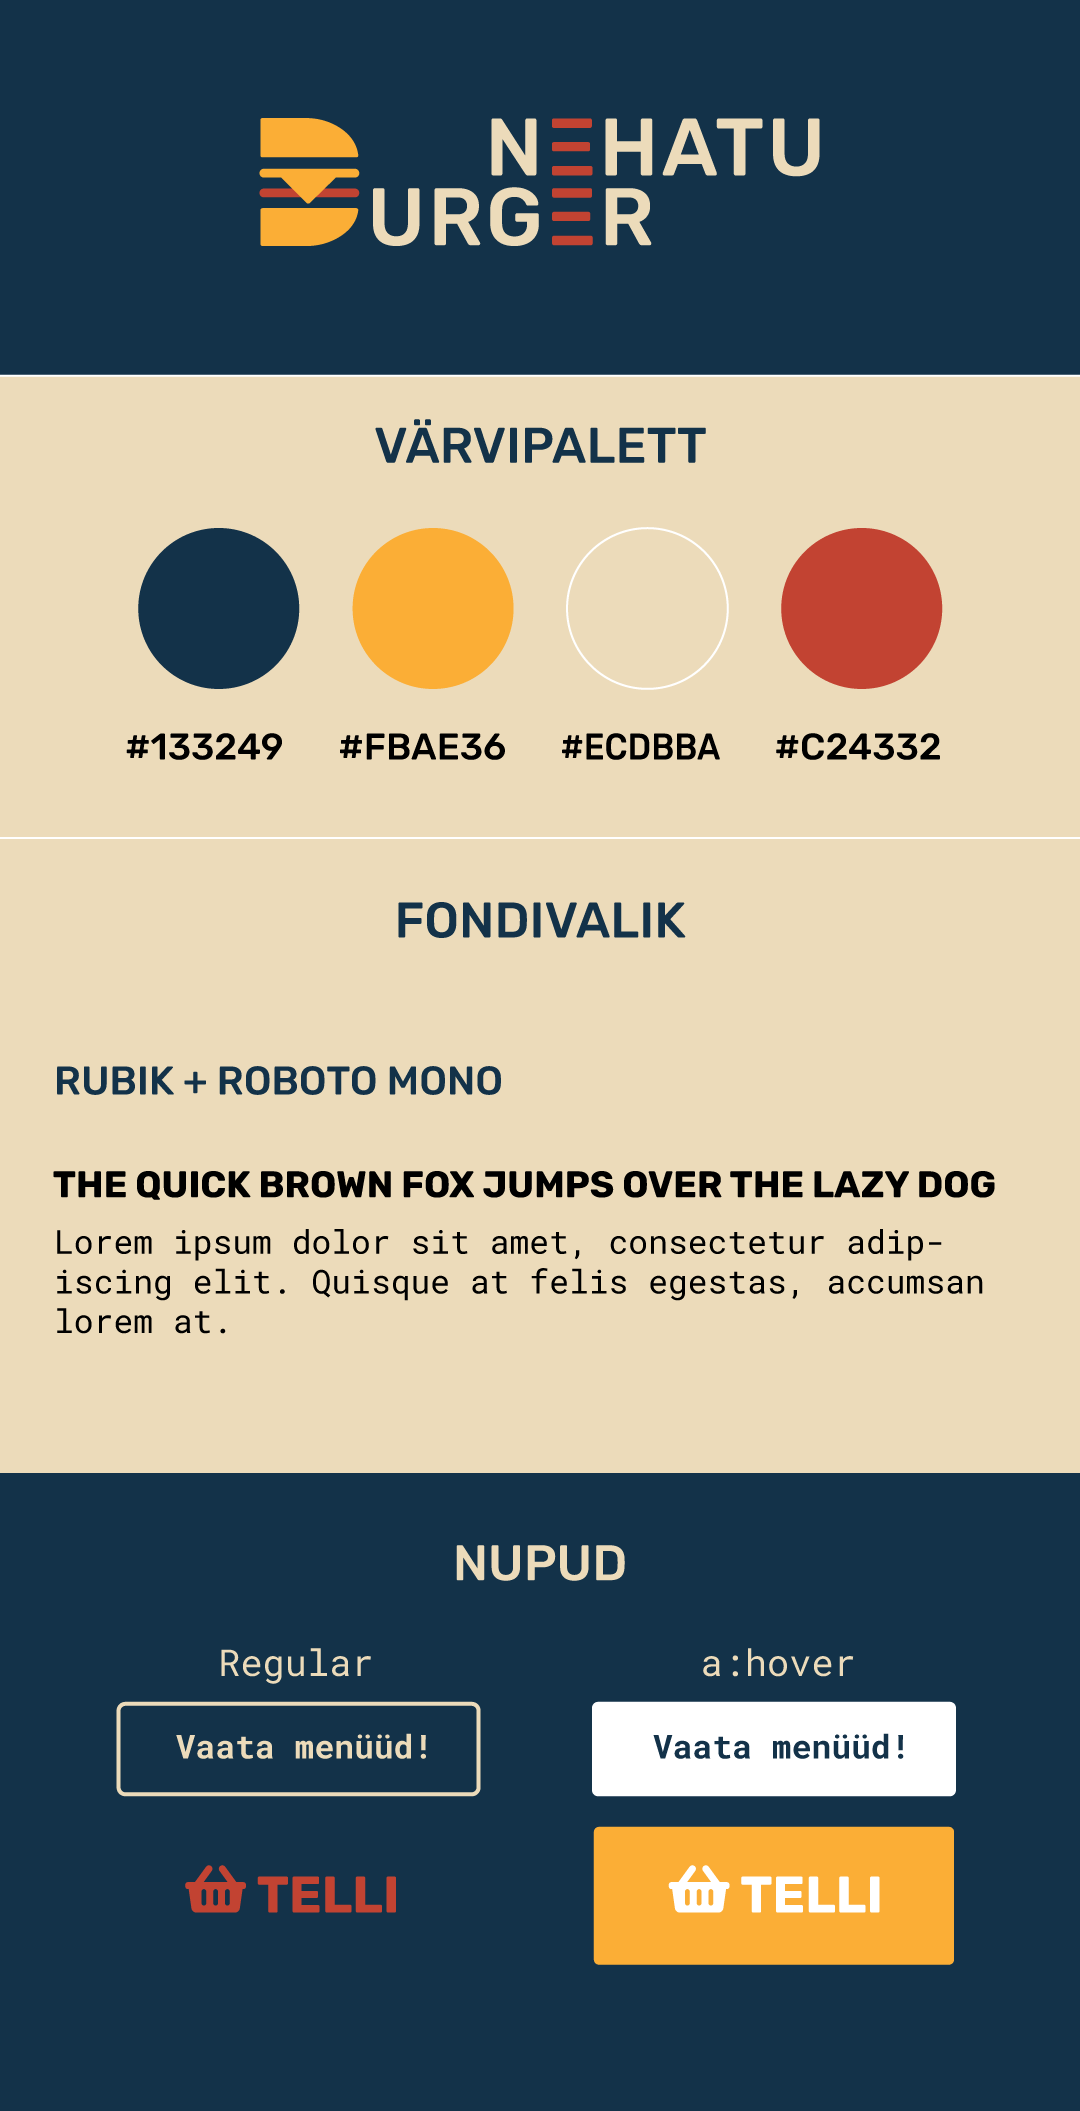 NEHATU
BURGER
VÄRVIPALETT
#133249 #FBAE36 #ECDBBA #C24332
FONDIVALIK
RUBIK + ROBOTO MONO
THE QUICK BROWN FOX JUMPS OVER THE LAZY DOG
Lorem ipsum dolor sit amet, consectetur adip-
iscing elit. Quisque at felis egestas, accumsan
lorem at.
NUPUD
Regular a:hover
Vaata menüüd! Vaata menüüd!
TELLI TELLI